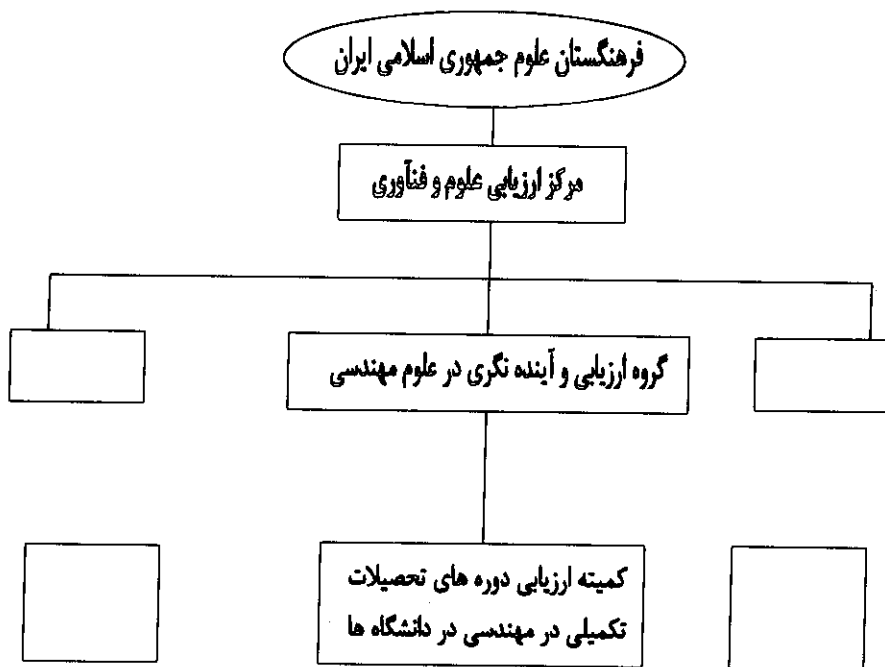 فرهنگستان علوم جمهوری اسلامی ایران
مرکز ارزیابی علوم و فنآوری
گروه ارزیابی و آینده نگری در علوم مهندسی
کمیته ارزیابی دوره های تحصیلات
تکمیلی در مهندسی در دانشگاه ها